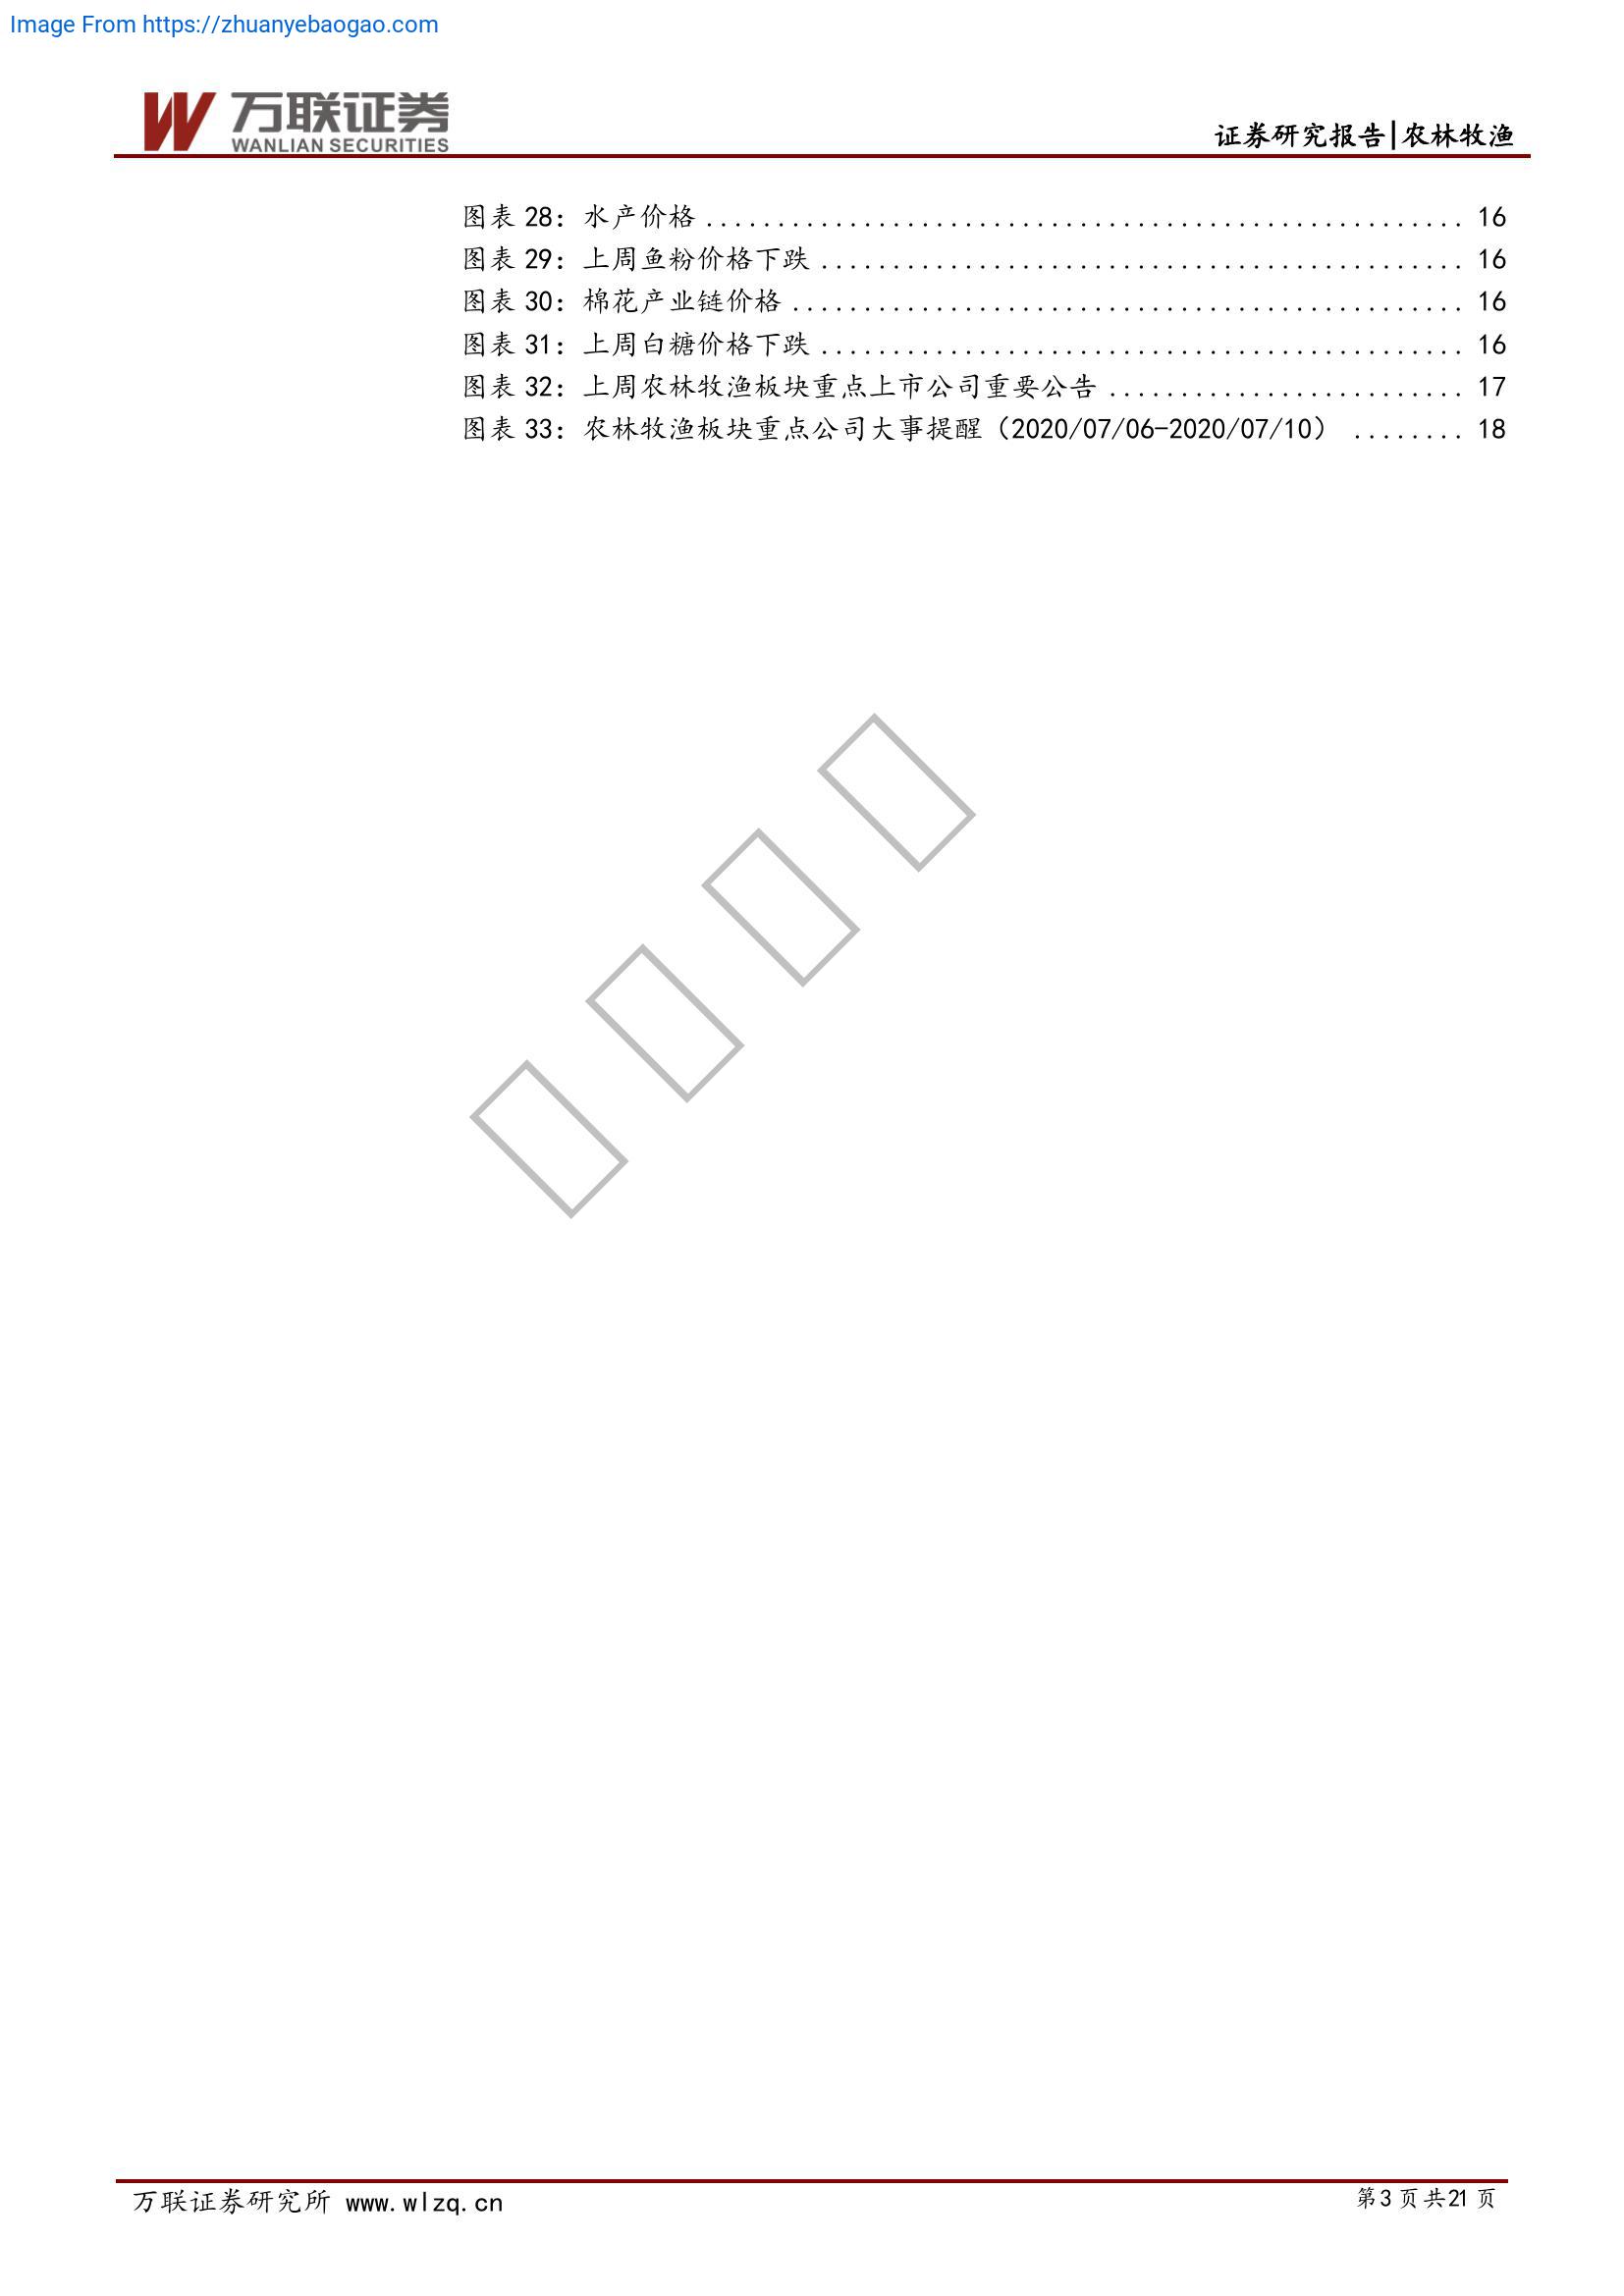 Image From https://zhuanyebaogao.com
万联证券
WANLIAN SECURITIES
证券研究报告|农林牧渔
图表 28：水产价格 ..................................................... 16
图表 29：上周鱼粉价格下跌 ............................................. 16
图表 30：棉花产业链价格 ............................................... 16
图表 31：上周白糖价格下跌 ............................................. 16
图表 32：上周农林牧渔板块重点上市公司重要公告 ......................... 17
图表 33：农林牧渔板块重点公司大事提醒（2020/07/06-2020/07/10） ........ 18
万联证券研究所 www.wlzq.cn
第 3 页 共 21 页